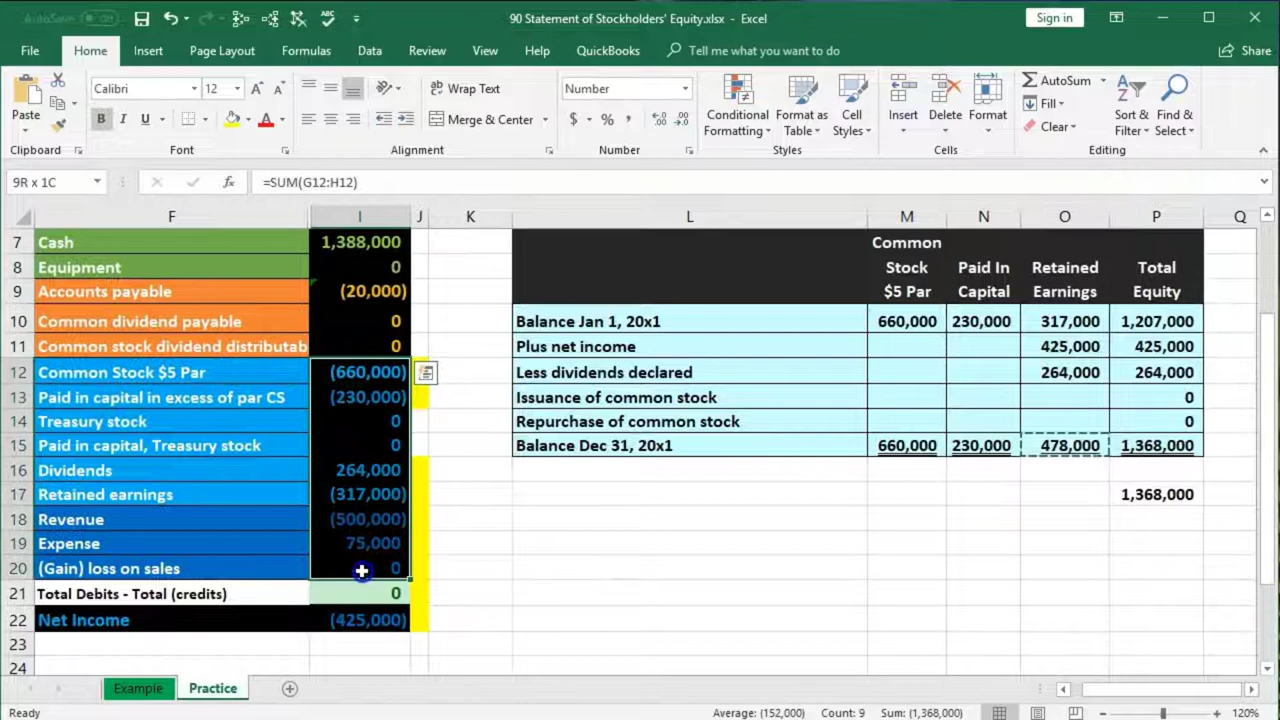 AutoSave Off 90 Statement of Stockholders' Equity.xlsx - Excel Sign in
File Home Insert Page Layout Formulas Data Review View Help QuickBooks Tell me what you want to do Share
Paste
Clipboard
Calibri 12
B I U
Font
Wrap Text
Merge & Center
Alignment
Number
$ % ,
Number
Conditional Formatting
Format as Table
Cell Styles
Styles
Insert Delete Format
Cells
AutoSum
Fill
Clear
Sort & Filter
Find & Select
Editing
9R x 1C fx =SUM(G12:H12)
F I J K L M N O P Q
7 Cash 1,388,000 Common
8 Equipment 0 Stock Paid In Retained Total
9 Accounts payable (20,000) $5 Par Capital Earnings Equity
10 Common dividend payable 0 Balance Jan 1, 20x1 660,000 230,000 317,000 1,207,000
11 Common stock dividend distributab 0 Plus net income 425,000 425,000
12 Common Stock $5 Par (660,000) Less dividends declared 264,000 264,000
13 Paid in capital in excess of par CS (230,000) Issuance of common stock 0
14 Treasury stock 0 Repurchase of common stock 0
15 Paid in capital, Treasury stock 0 Balance Dec 31, 20x1 660,000 230,000 478,000 1,368,000
16 Dividends 264,000
17 Retained earnings (317,000) 1,368,000
18 Revenue (500,000)
19 Expense 75,000
20 (Gain) loss on sales 0
21 Total Debits - Total (credits) 0
22 Net Income (425,000)
23
24
Example Practice
Ready Average: (152,000) Count: 9 Sum: (1,368,000) 120%